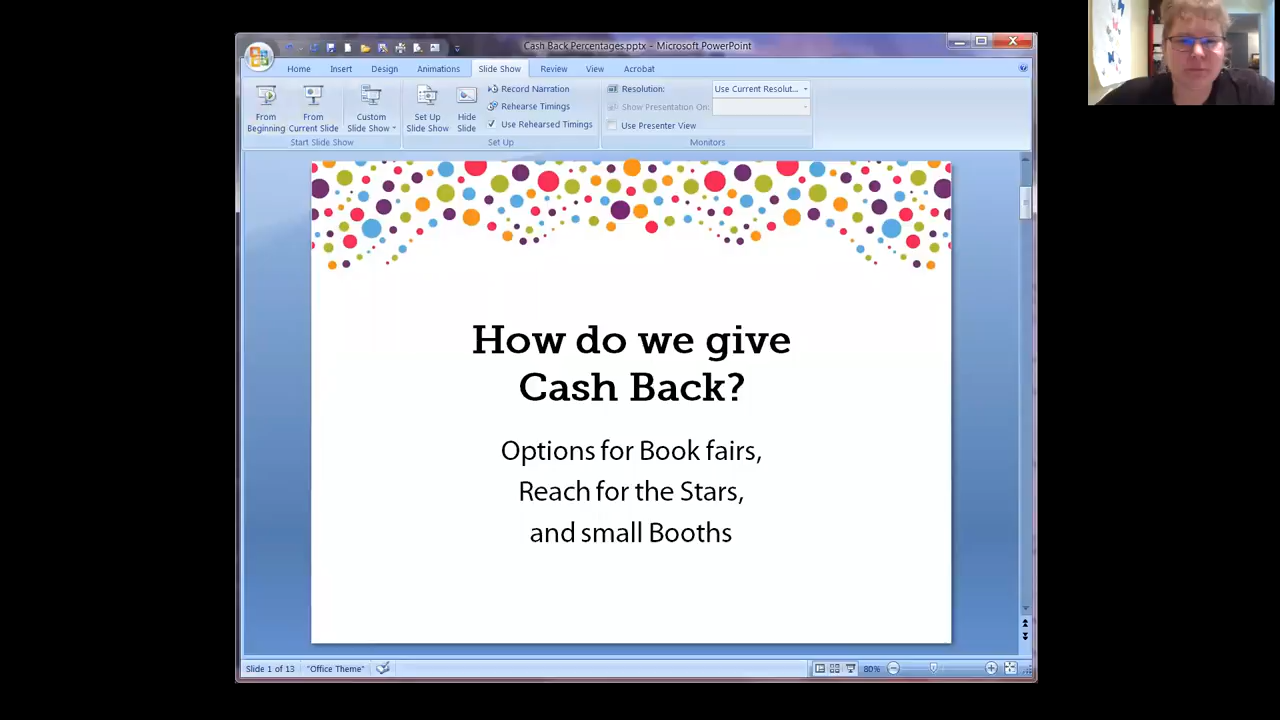 Cash Back Percentages.pptx - Microsoft PowerPoint
Home Insert Design Animations Slide Show Review View Acrobat
From Beginning
From Current Slide
Custom Slide Show
Start Slide Show
Set Up Slide Show
Hide Slide
Record Narration
Rehearse Timings
Use Rehearsed Timings
Set Up
Resolution: Use Current Resolut...
Show Presentation On:
Use Presenter View
Monitors
How do we give
Cash Back?
Options for Book fairs,
Reach for the Stars,
and small Booths
Slide 1 of 13 "Office Theme" 80%